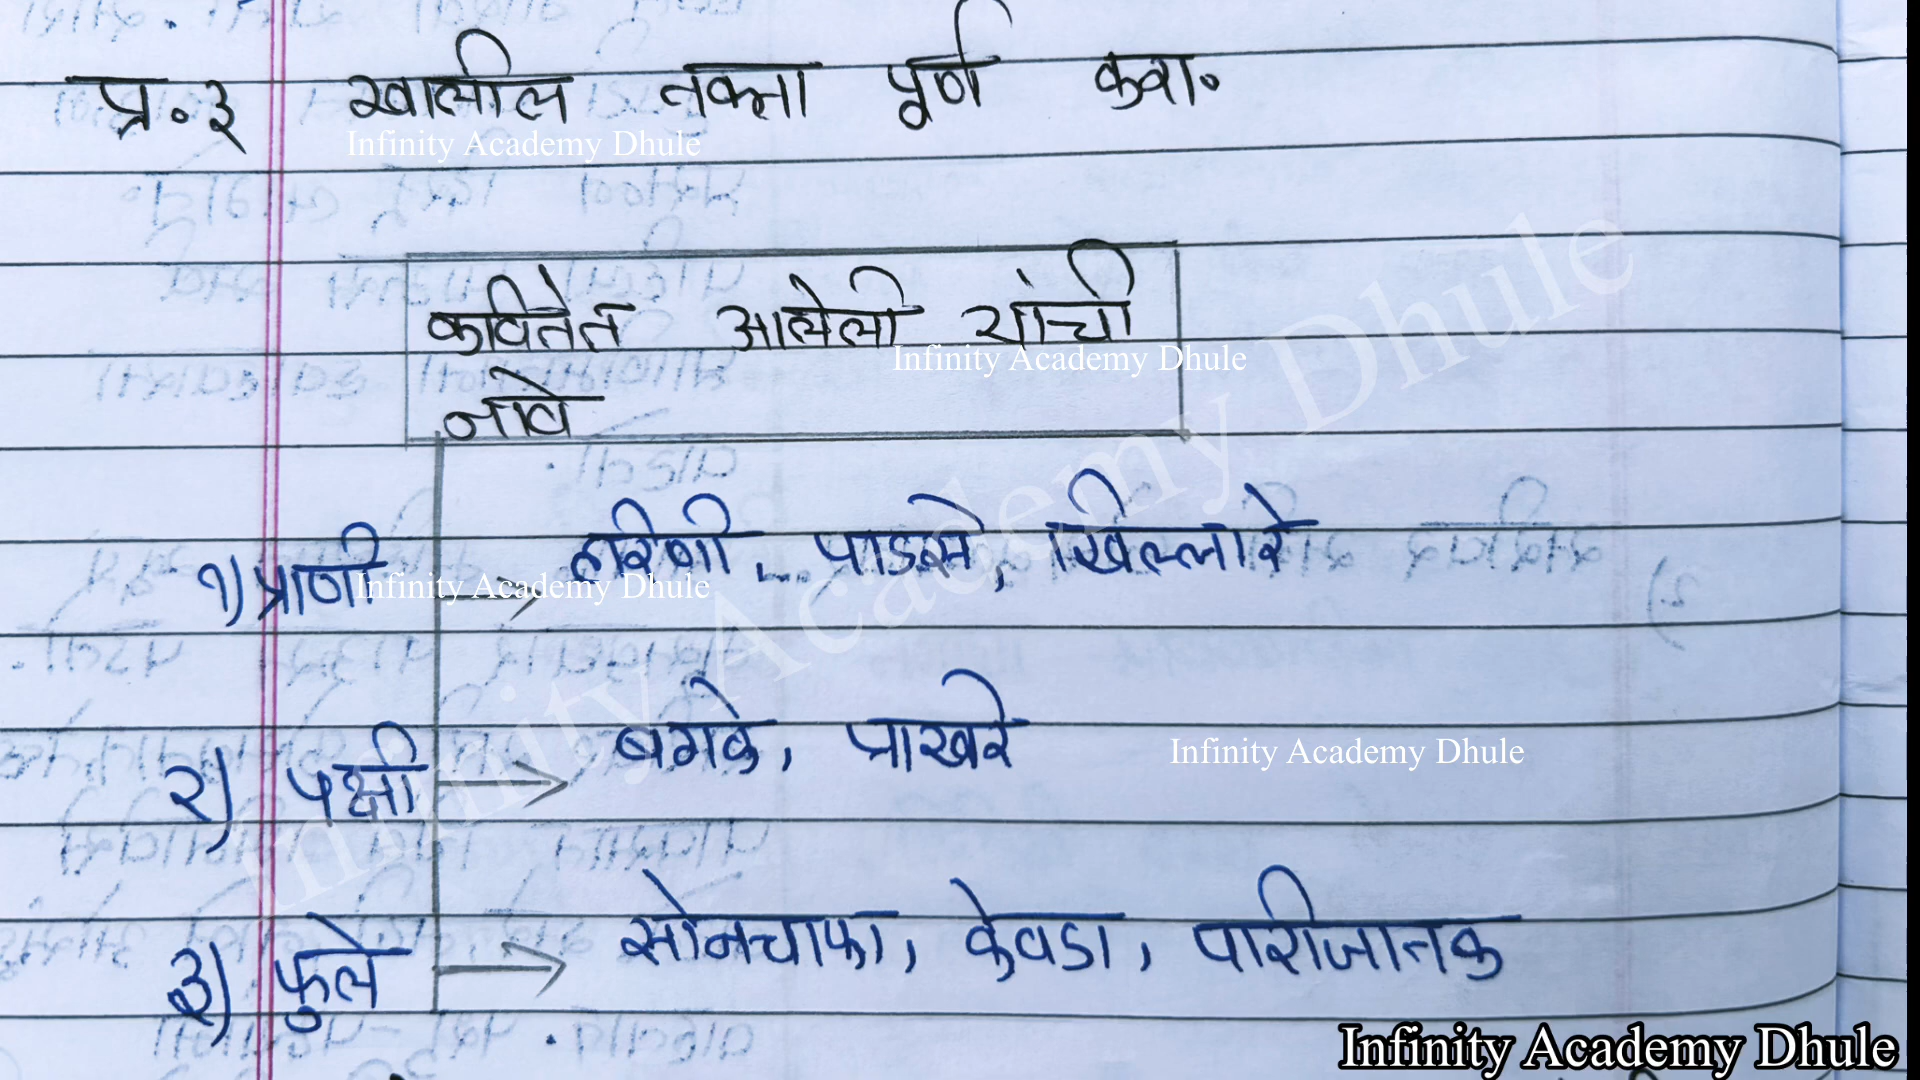 प्र.३ खालील तक्ता पूर्ण करा.
Infinity Academy Dhule
कवितेत आलेली यांची
Infinity Academy Dhule
नावे
१) प्राणी → हरिणी, पाडसे, खिल्लारे
Infinity Academy Dhule
२) पक्षी → बगळे, पाखरे
Infinity Academy Dhule
३) फुले → सोनचाफा, केवडा, पारीजातक
Infinity Academy Dhule
Infinity Academy Dhule